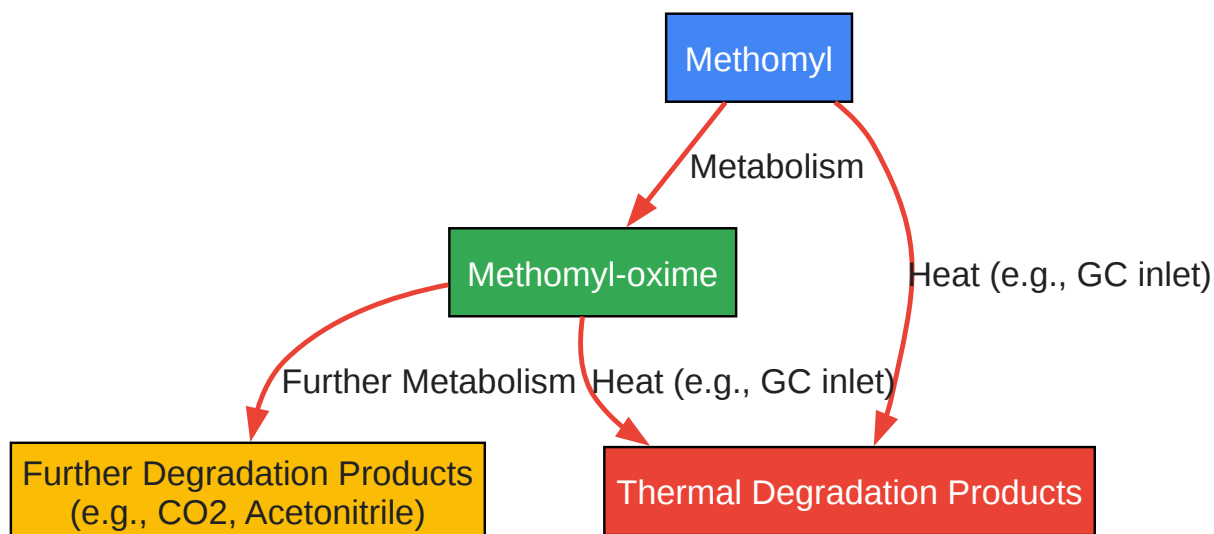 Methomyl
Metabolism
Methomyl-oxime
Heat (e.g., GC inlet)
Further Metabolism
Heat (e.g., GC inlet)
Further Degradation Products
(e.g., CO2, Acetonitrile)
Thermal Degradation Products